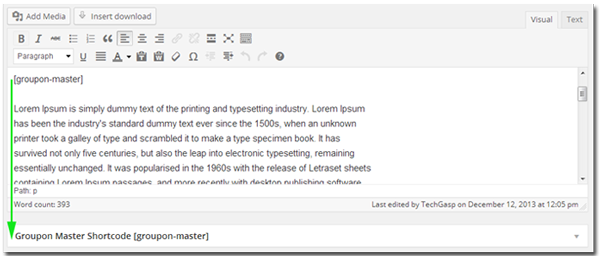 Add Media Insert download
Visual Text
B I ABC
Paragraph U A T W Ω
[groupon-master]
Lorem Ipsum is simply dummy text of the printing and typesetting industry. Lorem Ipsum
has been the industry's standard dummy text ever since the 1500s, when an unknown
printer took a galley of type and scrambled it to make a type specimen book. It has
survived not only five centuries, but also the leap into electronic typesetting, remaining
essentially unchanged. It was popularised in the 1960s with the release of Letraset sheets
containing Lorem Ipsum passages, and more recently with desktop publishing software
Path: p
Word count: 393 Last edited by TechGasp on December 12, 2013 at 12:05 pm
Groupon Master Shortcode [groupon-master]